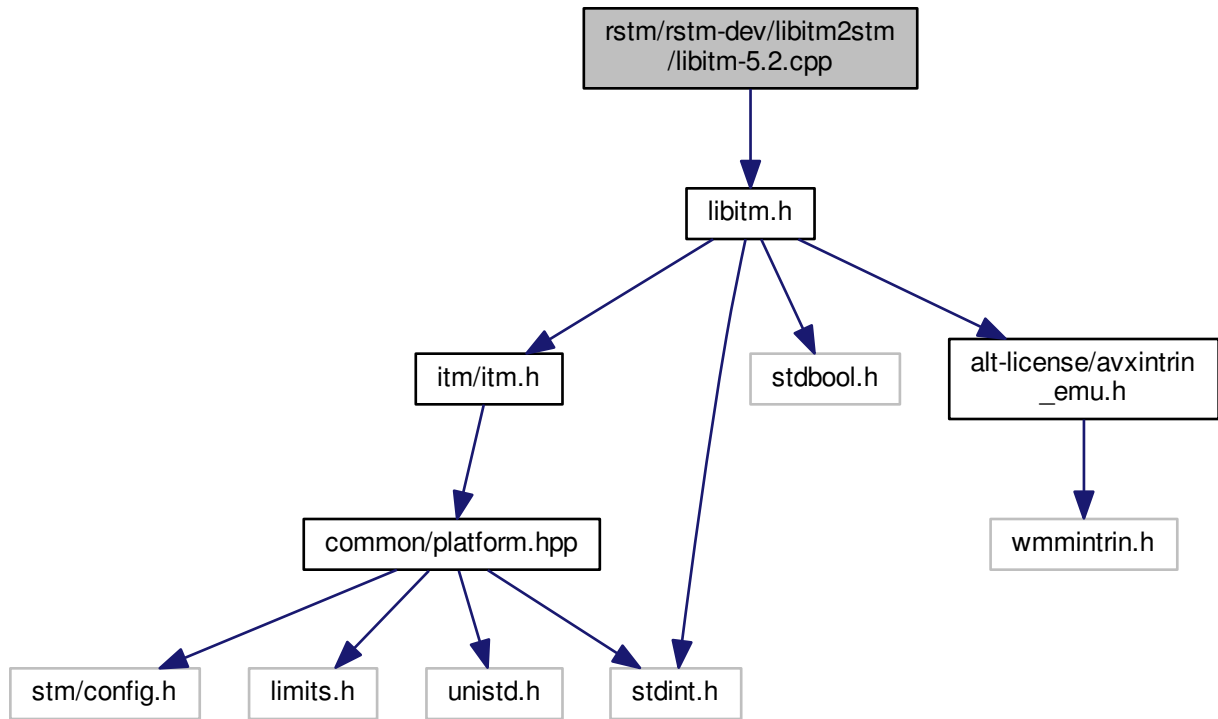 rstm/rstm-dev/libitm2stm
/libitm-5.2.cpp
libitm.h
itm/itm.h
stdbool.h
alt-license/avxintrin
_emu.h
common/platform.hpp
wmmintrin.h
stm/config.h
limits.h
unistd.h
stdint.h